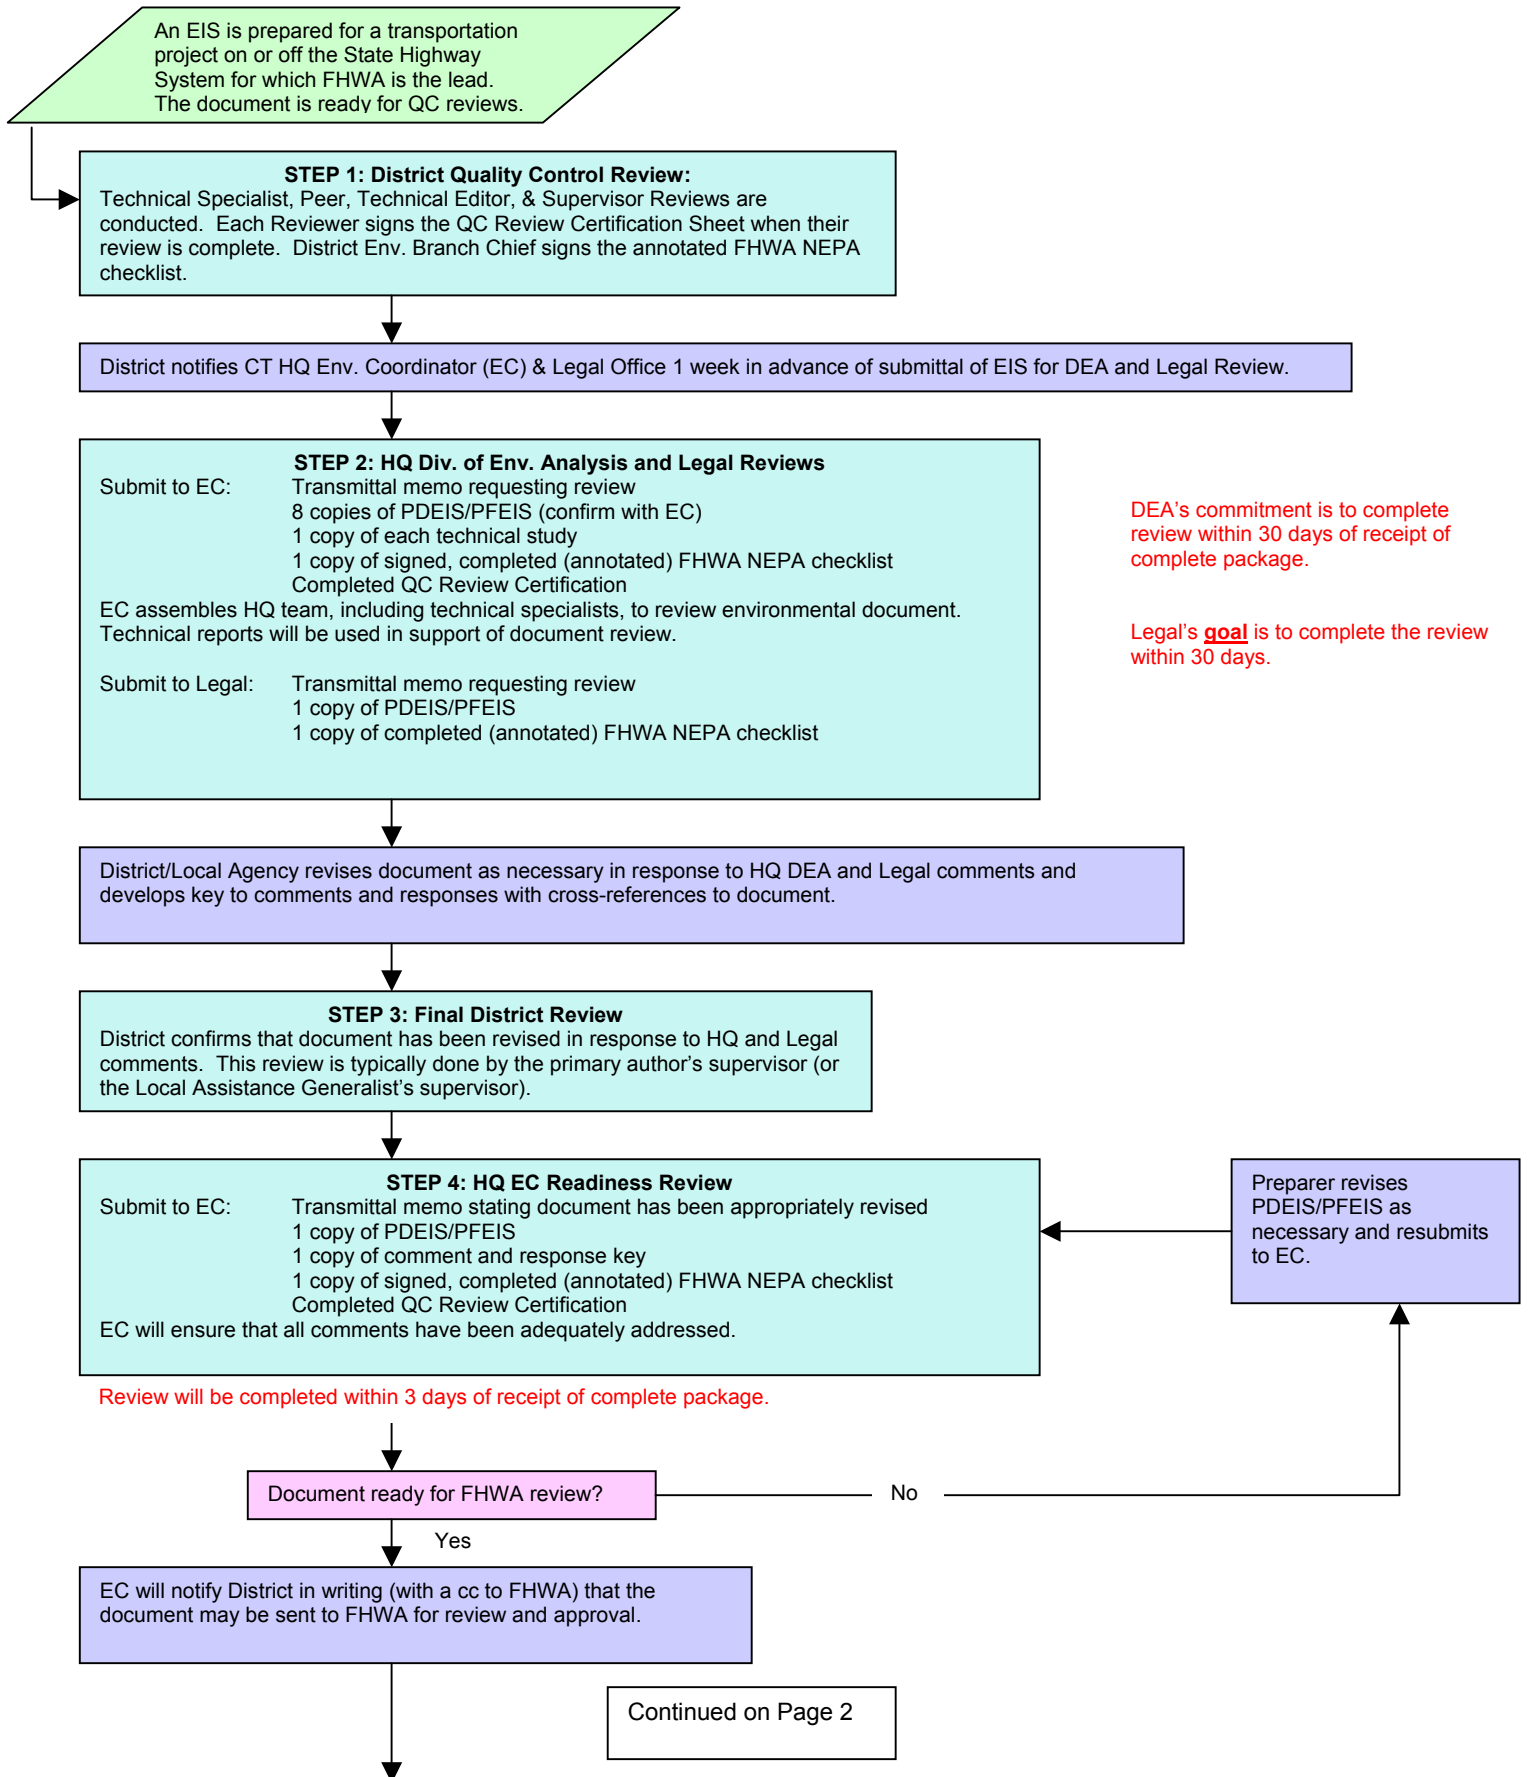 An EIS is prepared for a transportation
project on or off the State Highway
System for which FHWA is the lead.
The document is ready for QC reviews.
STEP 1: District Quality Control Review:
Technical Specialist, Peer, Technical Editor, & Supervisor Reviews are
conducted. Each Reviewer signs the QC Review Certification Sheet when their
review is complete. District Env. Branch Chief signs the annotated FHWA NEPA
checklist.
District notifies CT HQ Env. Coordinator (EC) & Legal Office 1 week in advance of submittal of EIS for DEA and Legal Review.
STEP 2: HQ Div. of Env. Analysis and Legal Reviews
Submit to EC: Transmittal memo requesting review
8 copies of PDEIS/PFEIS (confirm with EC)
1 copy of each technical study
1 copy of signed, completed (annotated) FHWA NEPA checklist
Completed QC Review Certification
EC assembles HQ team, including technical specialists, to review environmental document.
Technical reports will be used in support of document review.
Submit to Legal: Transmittal memo requesting review
1 copy of PDEIS/PFEIS
1 copy of completed (annotated) FHWA NEPA checklist
DEA's commitment is to complete
review within 30 days of receipt of
complete package.
Legal's goal is to complete the review
within 30 days.
District/Local Agency revises document as necessary in response to HQ DEA and Legal comments and
develops key to comments and responses with cross-references to document.
STEP 3: Final District Review
District confirms that document has been revised in response to HQ and Legal
comments. This review is typically done by the primary author's supervisor (or
the Local Assistance Generalist's supervisor).
STEP 4: HQ EC Readiness Review
Submit to EC: Transmittal memo stating document has been appropriately revised
1 copy of PDEIS/PFEIS
1 copy of comment and response key
1 copy of signed, completed (annotated) FHWA NEPA checklist
Completed QC Review Certification
EC will ensure that all comments have been adequately addressed.
Preparer revises
PDEIS/PFEIS as
necessary and resubmits
to EC.
Review will be completed within 3 days of receipt of complete package.
Document ready for FHWA review?
No
Yes
EC will notify District in writing (with a cc to FHWA) that the
document may be sent to FHWA for review and approval.
Continued on Page 2